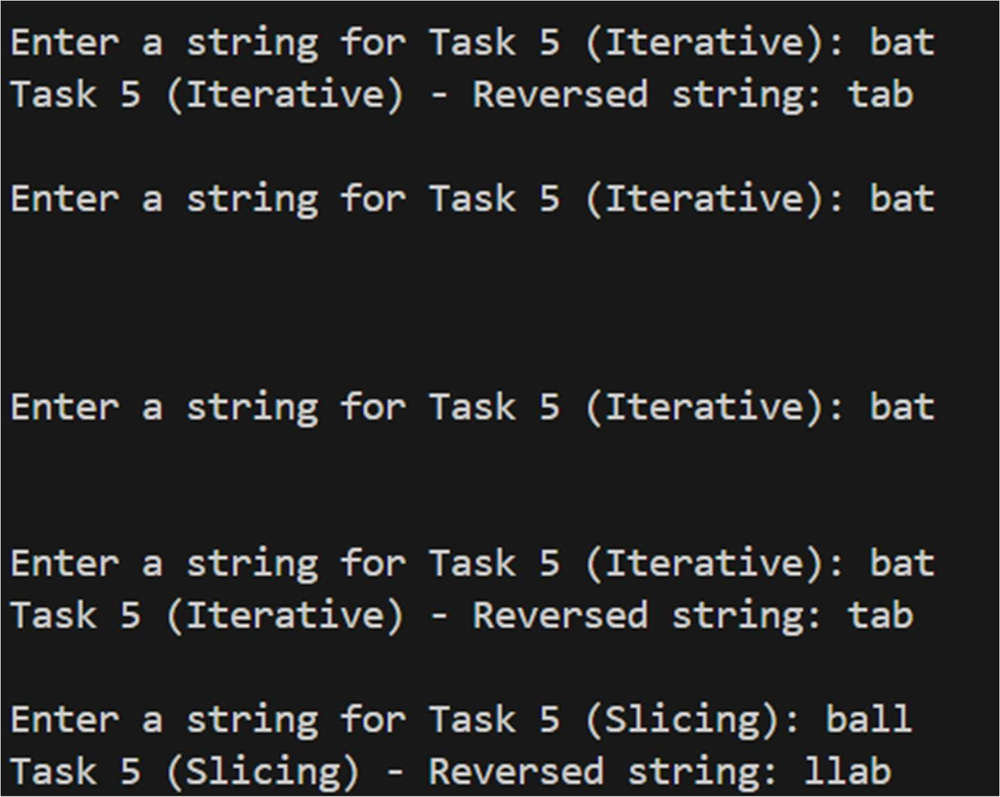 Enter a string for Task 5 (Iterative): bat
Task 5 (Iterative) - Reversed string: tab
Enter a string for Task 5 (Iterative): bat
Enter a string for Task 5 (Iterative): bat
Enter a string for Task 5 (Iterative): bat
Task 5 (Iterative) - Reversed string: tab
Enter a string for Task 5 (Slicing): ball
Task 5 (Slicing) - Reversed string: llab